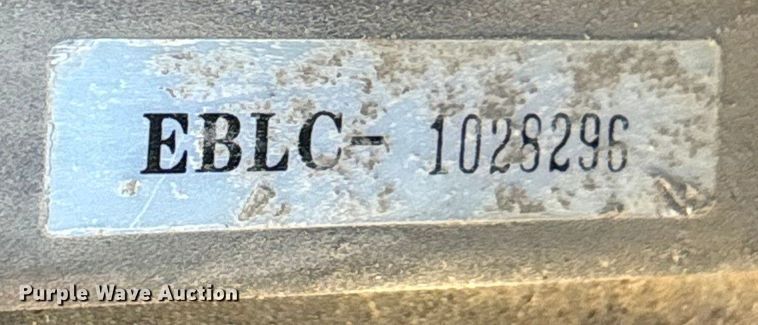 EBLC- 1028296
Purple Wave Auction